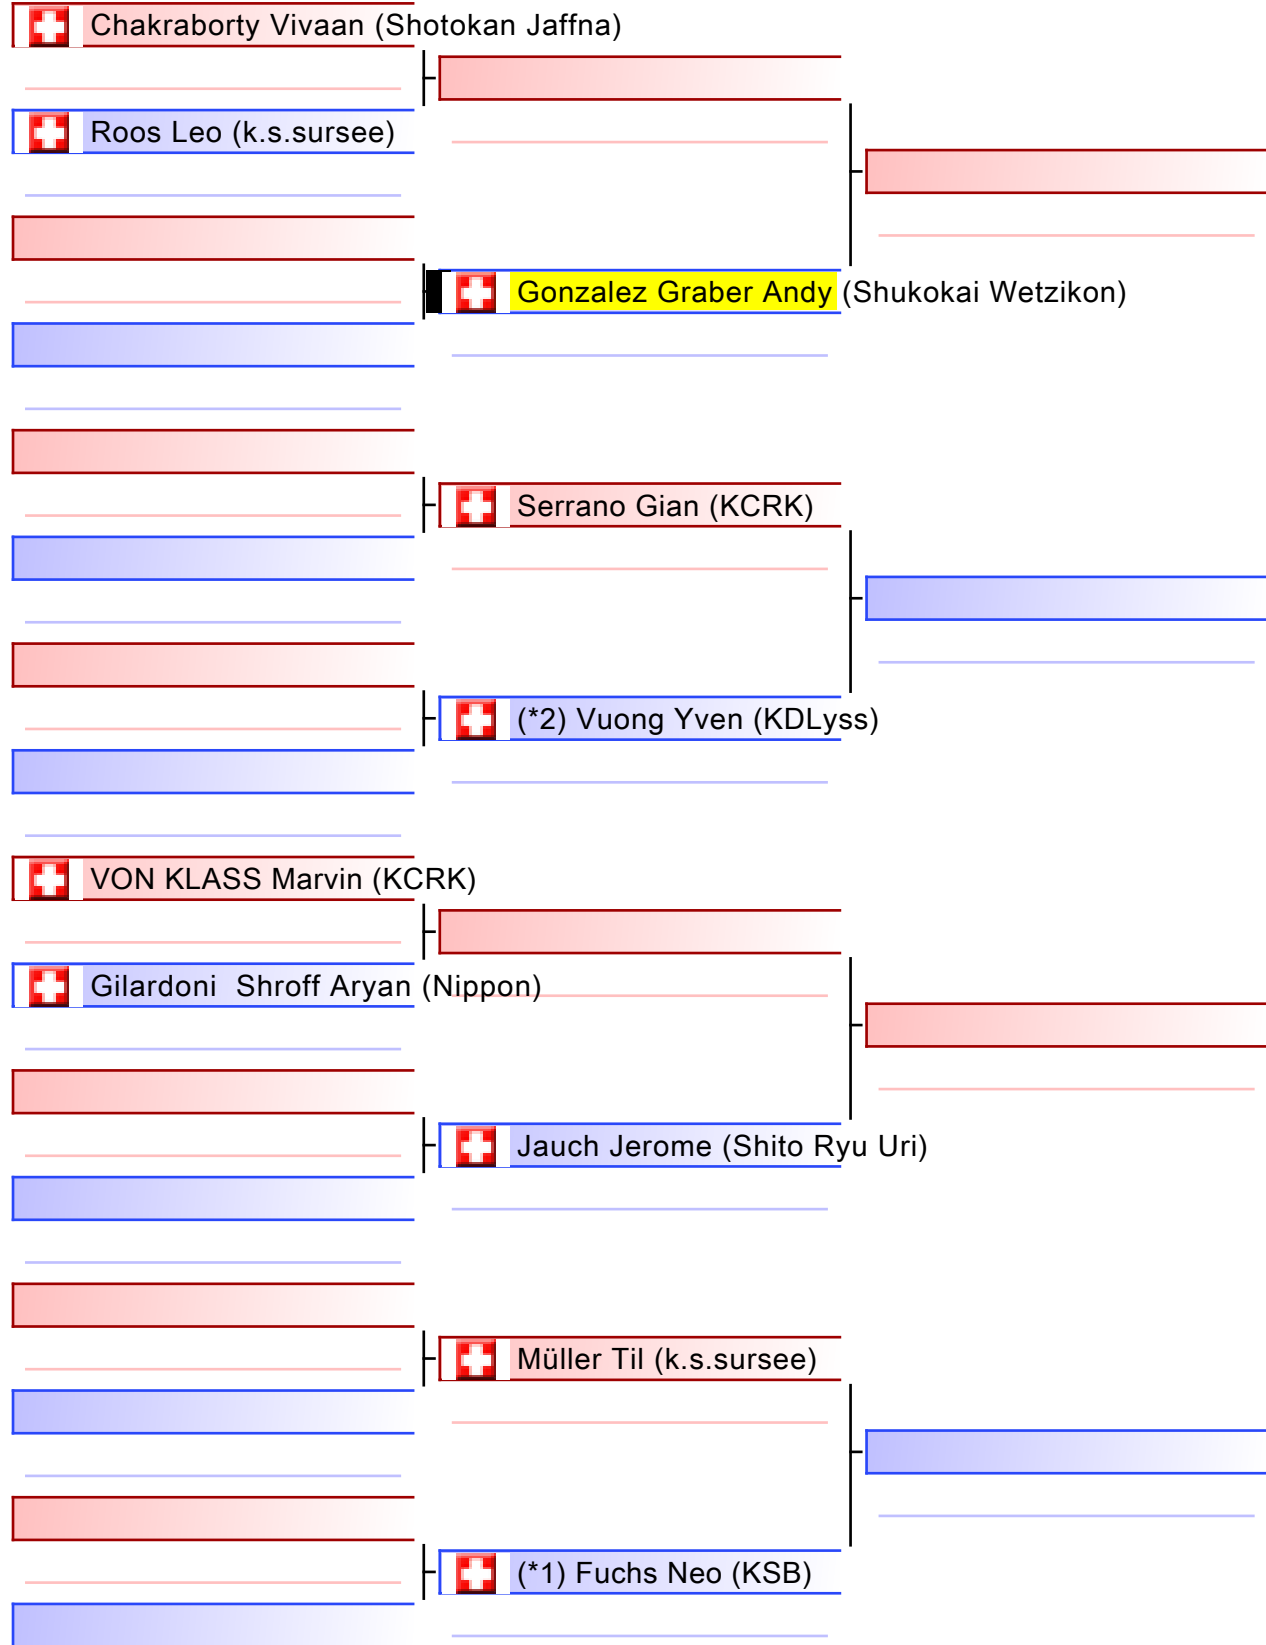 Chakraborty Vivaan (Shotokan Jaffna)
Roos Leo (k.s.sursee)
Gonzalez Graber Andy (Shukokai Wetzikon)
Serrano Gian (KCRK)
(*2) Vuong Yven (KDLyss)
VON KLASS Marvin (KCRK)
Gilardoni  Shroff Aryan (Nippon)
Jauch Jerome (Shito Ryu Uri)
Müller Til (k.s.sursee)
(*1) Fuchs Neo (KSB)